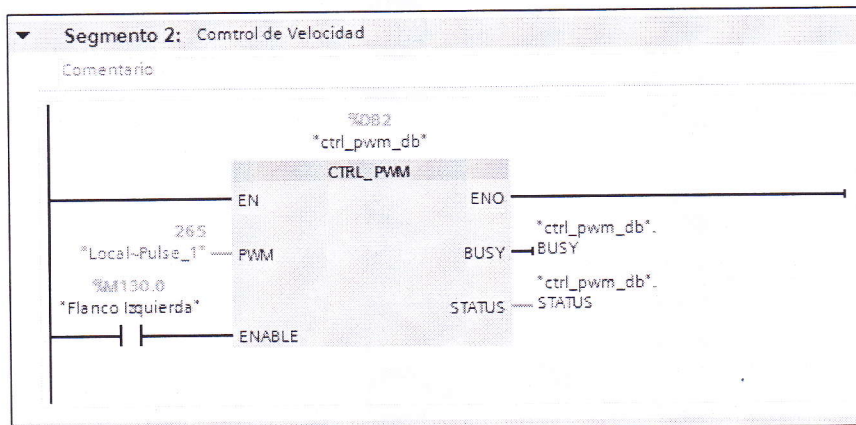 Segmento 2: Comtrol de Velocidad
Comentario
%DB2
"ctrl_pwm_db"
CTRL_PWM
EN ENO
265
"Local~Pulse_1" PWM
"ctrl_pwm_db".
BUSY BUSY
%M130.0
"Flanco Izquierda"
"ctrl_pwm_db".
STATUS STATUS
ENABLE